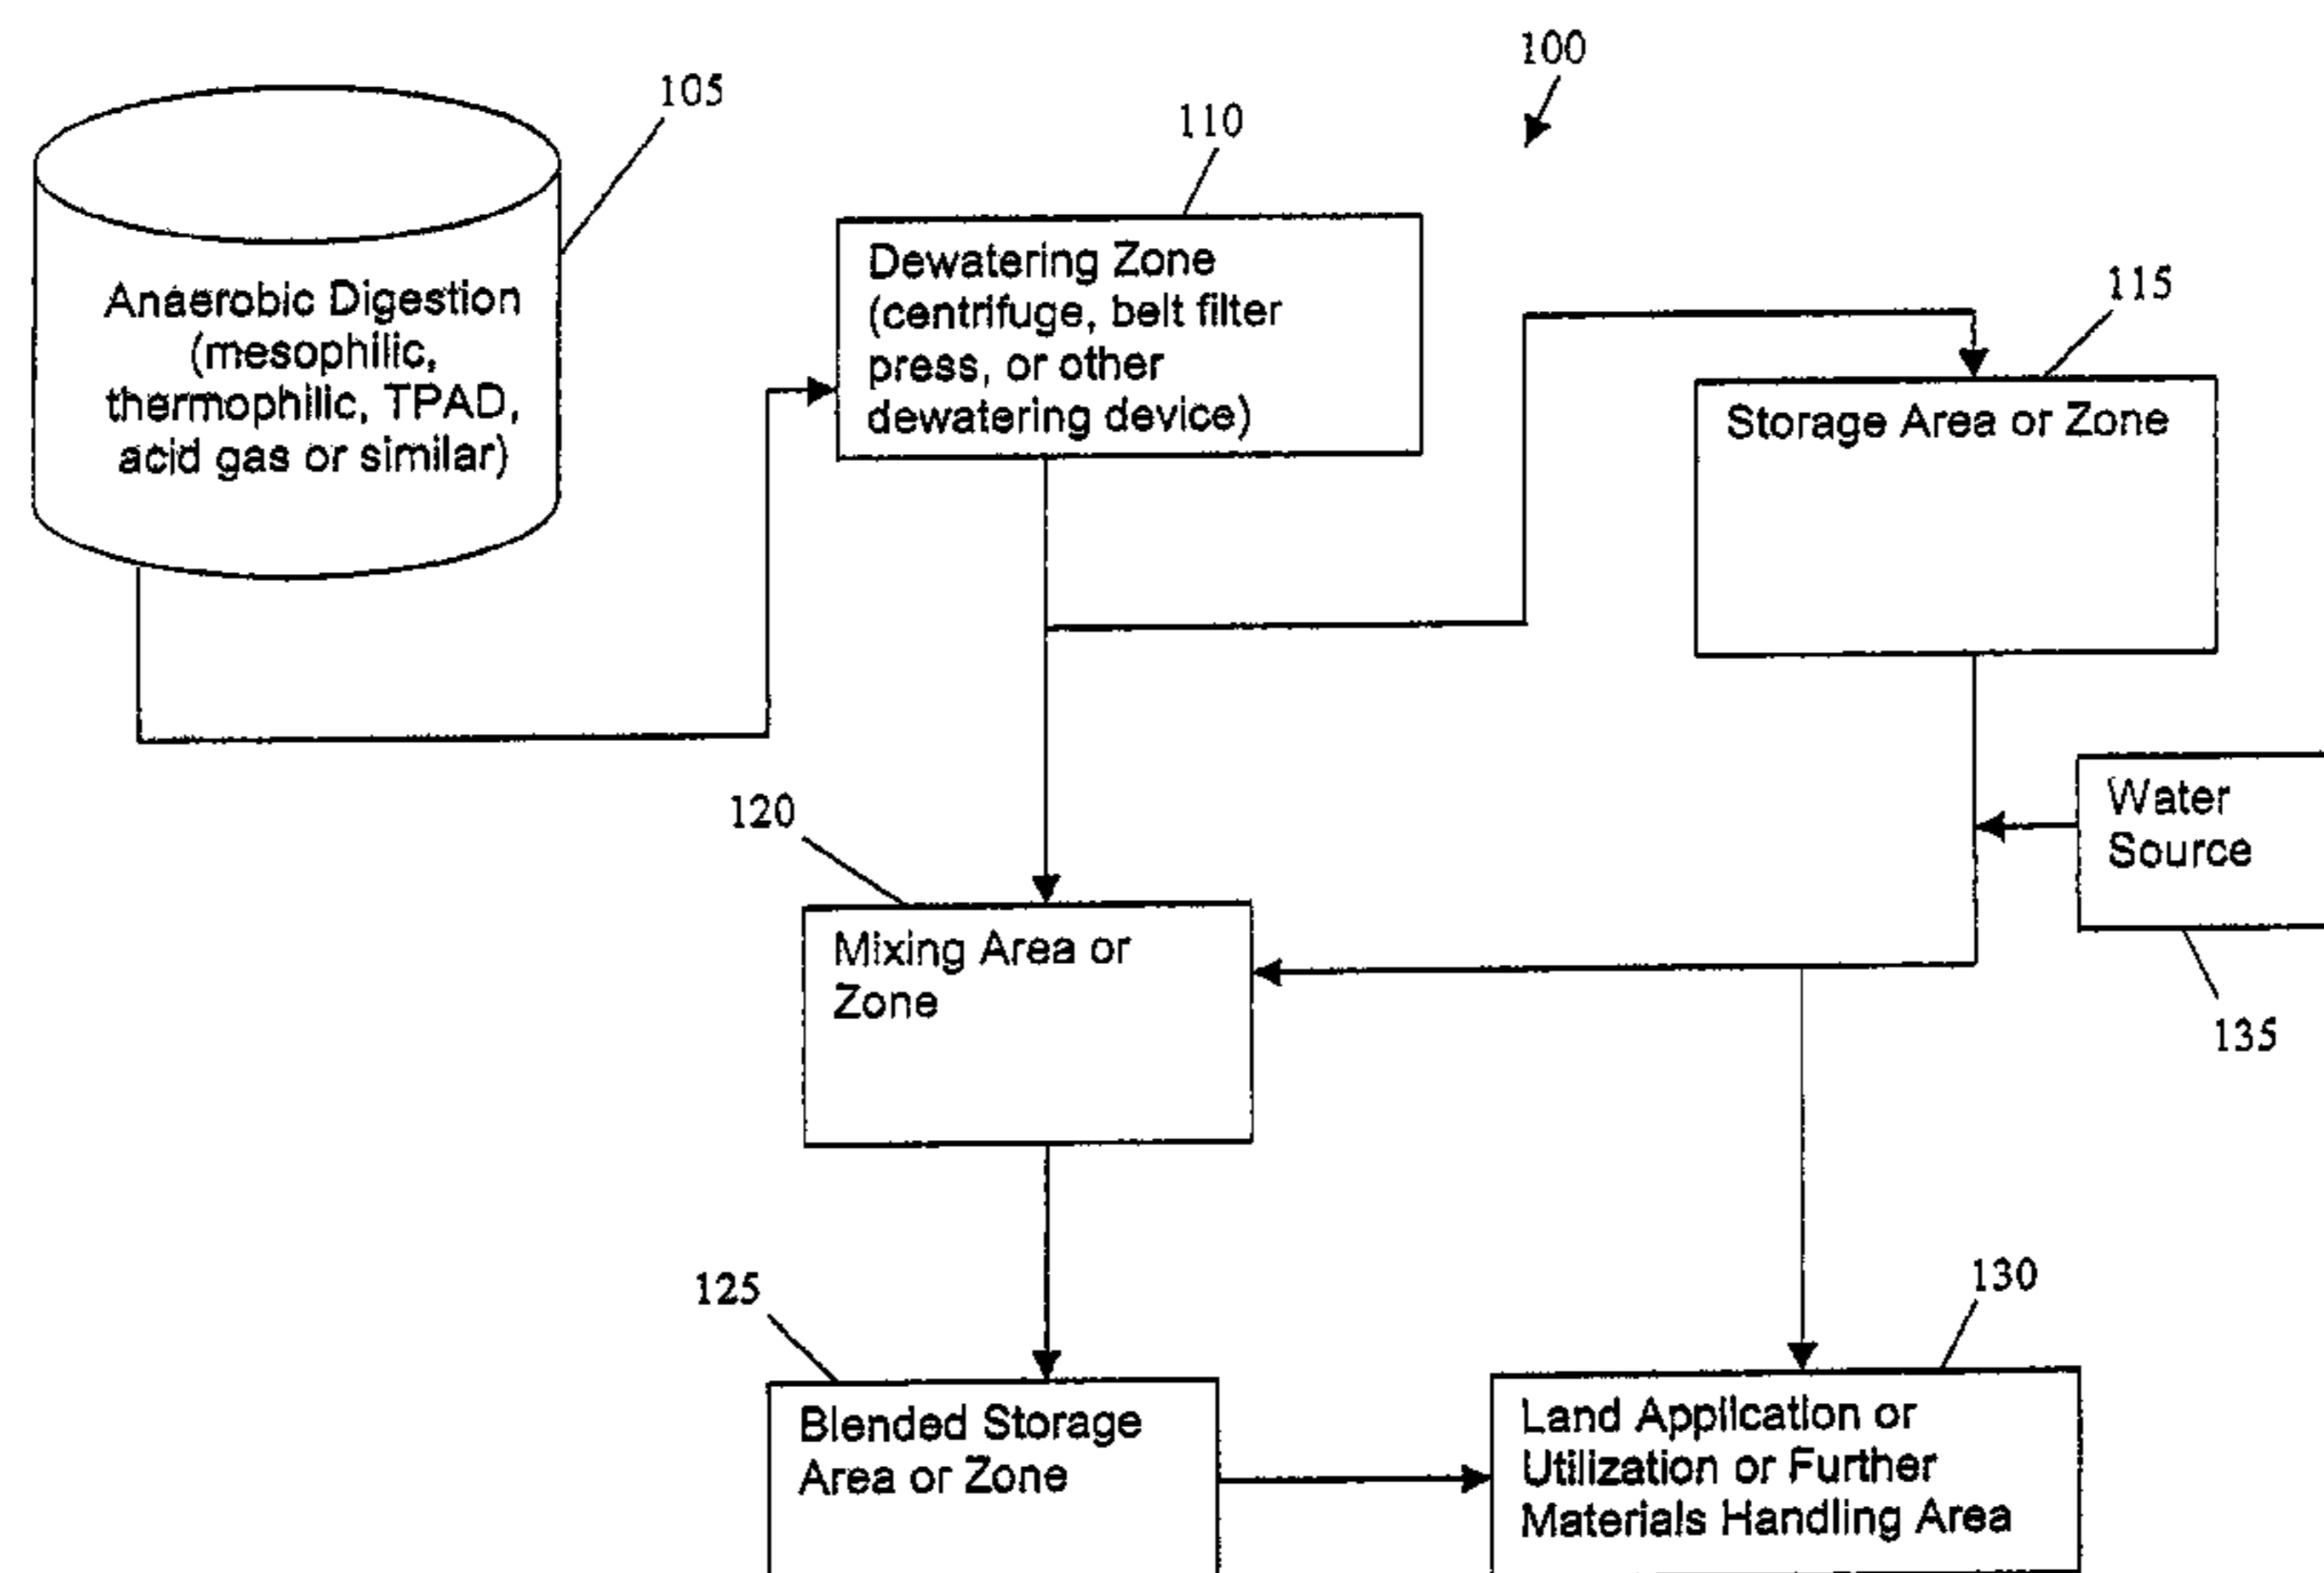 100
105
110
Anaerobic Digestion
(mesophilic,
thermophilic, TPAD,
acid gas or similar)
Dewatering Zone
(centrifuge, belt filter
press, or other
dewatering device)
115
Storage Area or Zone
Water
Source
135
120
Mixing Area or
Zone
125
Blended Storage
Area or Zone
130
Land Application or
Utilization or Further
Materials Handling Area